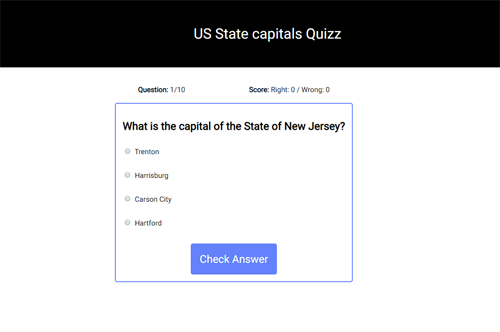 US State capitals Quizz
Question: 1/10 Score: Right: 0 / Wrong: 0
What is the capital of the State of New Jersey?
Trenton
Harrisburg
Carson City
Hartford
Check Answer